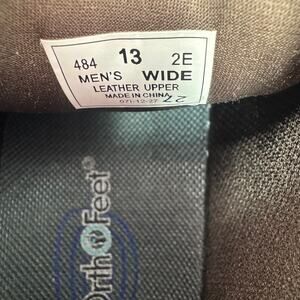 484 13 2E
MEN'S WIDE
LEATHER UPPER
MADE IN CHINA
071-12-27
OrthoFeet®